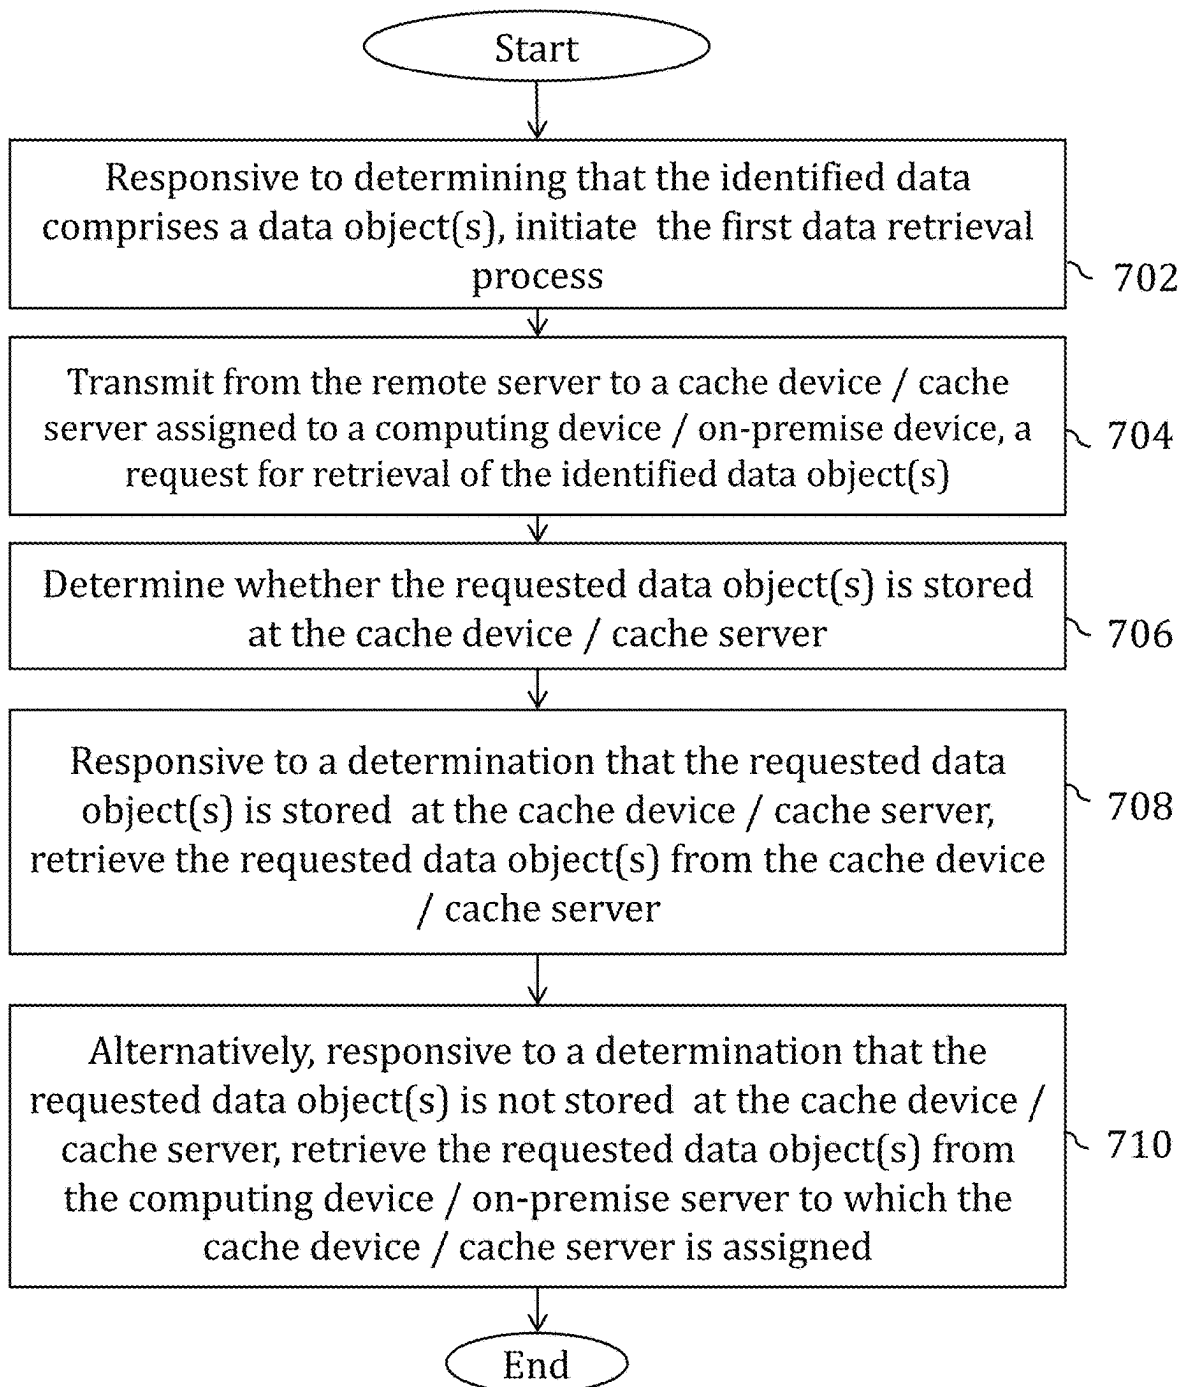 Start
Responsive to determining that the identified data
comprises a data object(s), initiate  the first data retrieval
process
702
Transmit from the remote server to a cache device / cache
server assigned to a computing device / on-premise device, a
request for retrieval of the identified data object(s)
704
Determine whether the requested data object(s) is stored
at the cache device / cache server
706
Responsive to a determination that the requested data
object(s) is stored  at the cache device / cache server,
retrieve the requested data object(s) from the cache device
/ cache server
708
Alternatively, responsive to a determination that the
requested data object(s) is not stored  at the cache device /
cache server, retrieve the requested data object(s) from
the computing device / on-premise server to which the
cache device / cache server is assigned
710
End